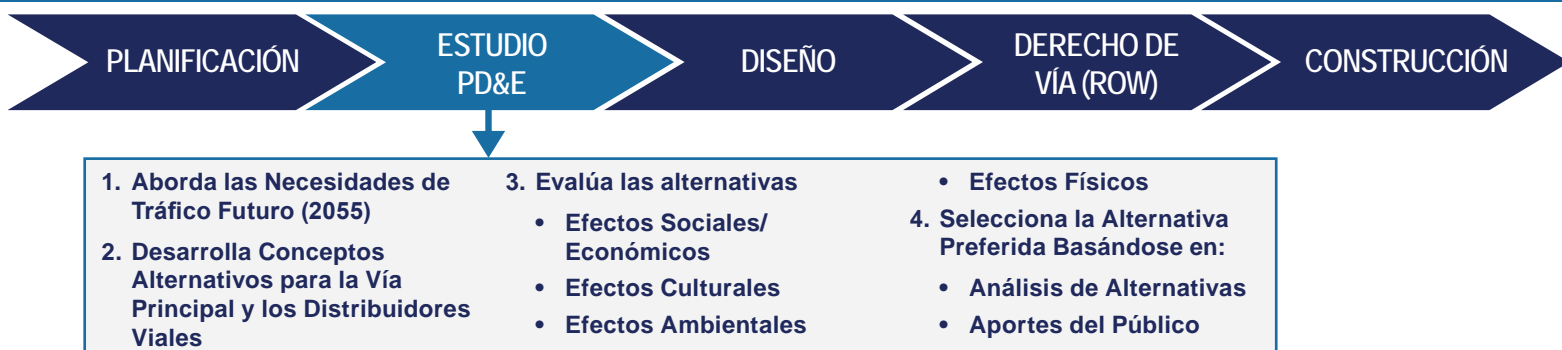 PLANIFICACIÓN
ESTUDIO
PD&E
DISEÑO
DERECHO DE
VÍA (ROW)
CONSTRUCCIÓN
1. Aborda las Necesidades de
Tráfico Futuro (2055)
2. Desarrolla Conceptos
Alternativos para la Vía
Principal y los Distribuidores
Viales
3. Evalúa las alternativas
• Efectos Sociales/
Económicos
• Efectos Culturales
• Efectos Ambientales
• Efectos Físicos
4. Selecciona la Alternativa
Preferida Basándose en:
• Análisis de Alternativas
• Aportes del Público